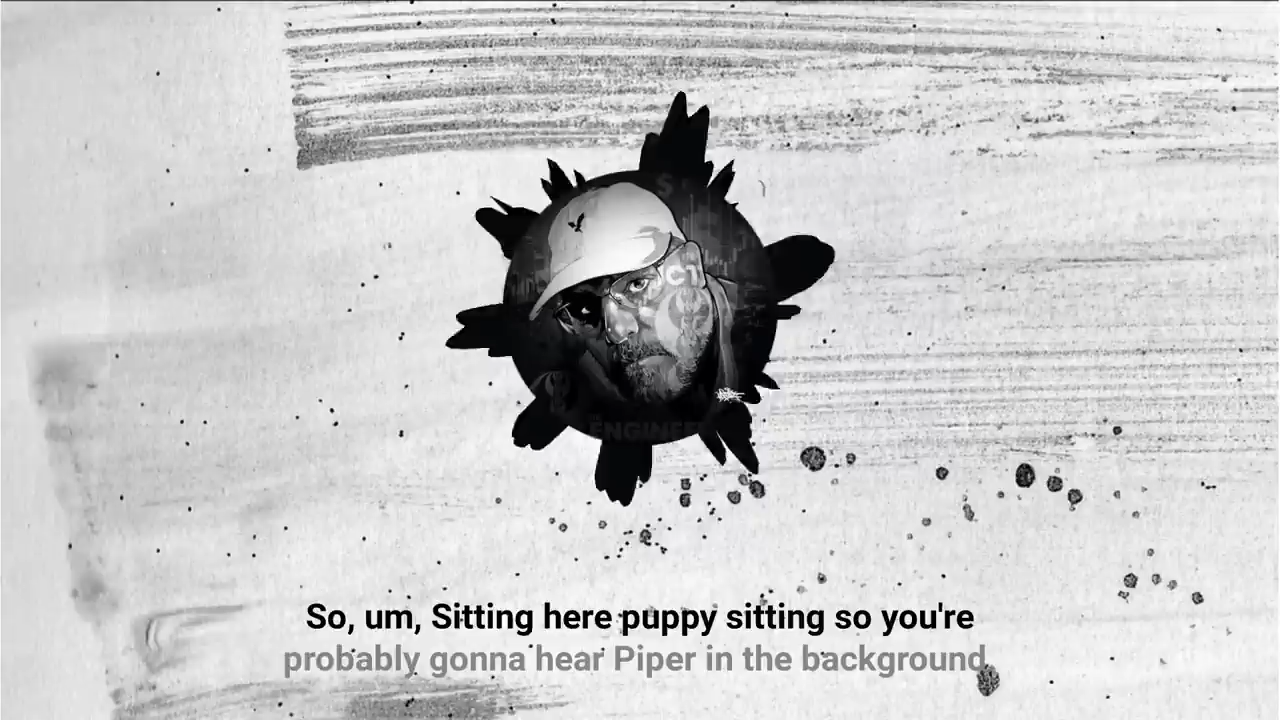 So, um, Sitting here puppy sitting so you're
probably gonna hear Piper in the background